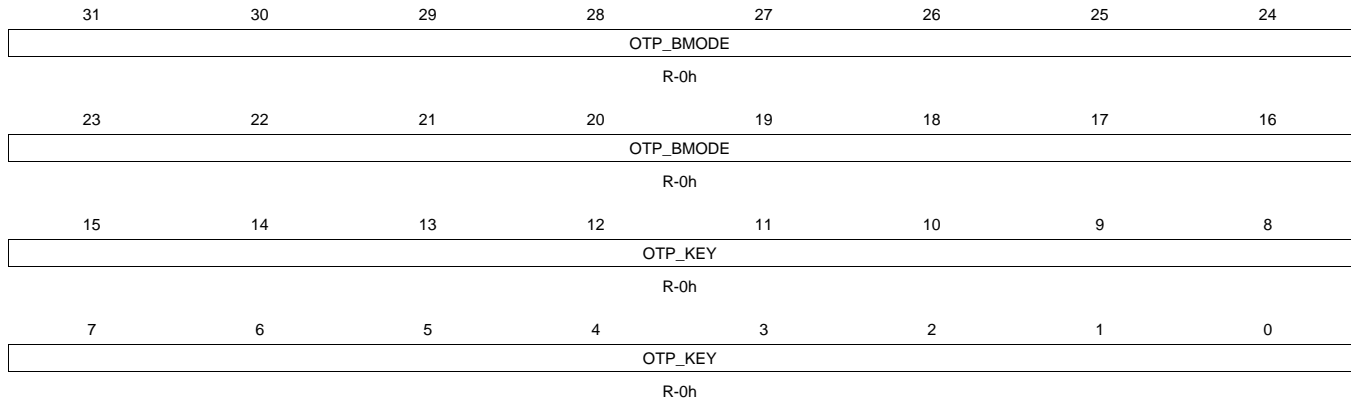 31 30 29 28 27 26 25 24
OTP_BMODE
R-0h
23 22 21 20 19 18 17 16
OTP_BMODE
R-0h
15 14 13 12 11 10 9 8
OTP_KEY
R-0h
7 6 5 4 3 2 1 0
OTP_KEY
R-0h